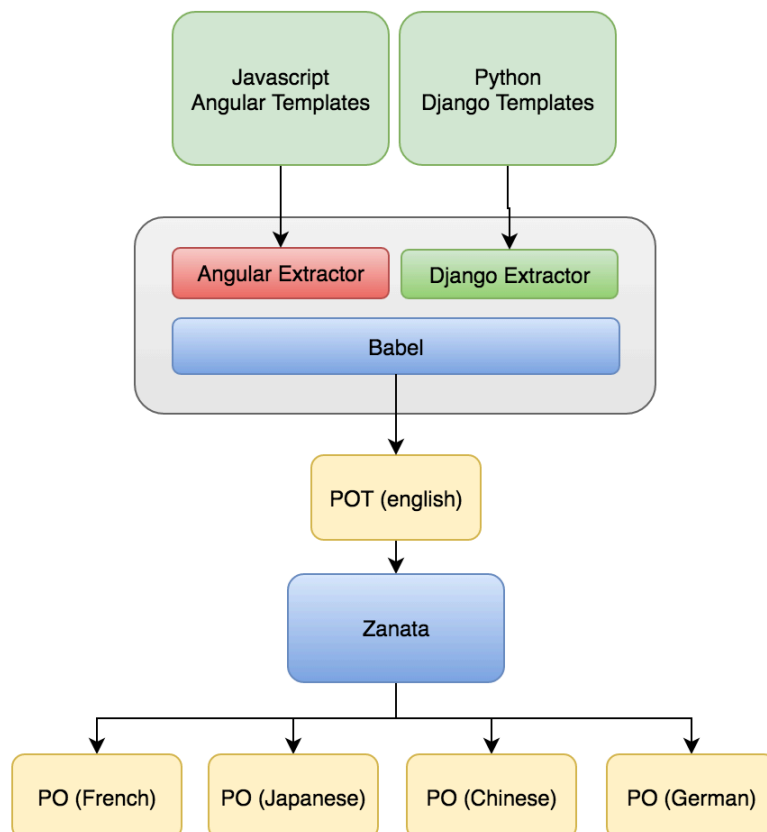 Javascript
Angular Templates
Python
Django Templates
Angular Extractor
Django Extractor
Babel
POT (english)
Zanata
PO (French)
PO (Japanese)
PO (Chinese)
PO (German)